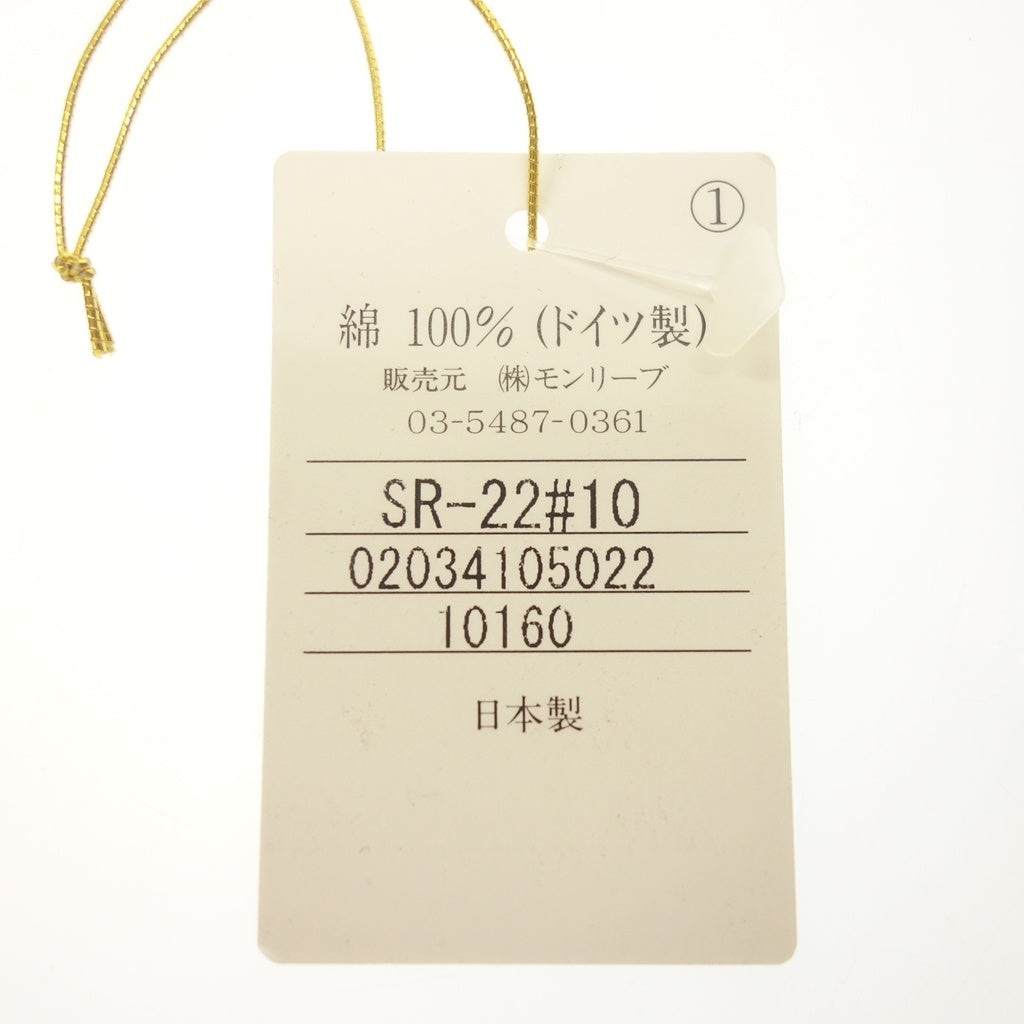 ①
綿 100% (ドイツ製)
販売元 ㈱モンリーブ
03-5487-0361
SR-22#10
02034105022
10160
日本製